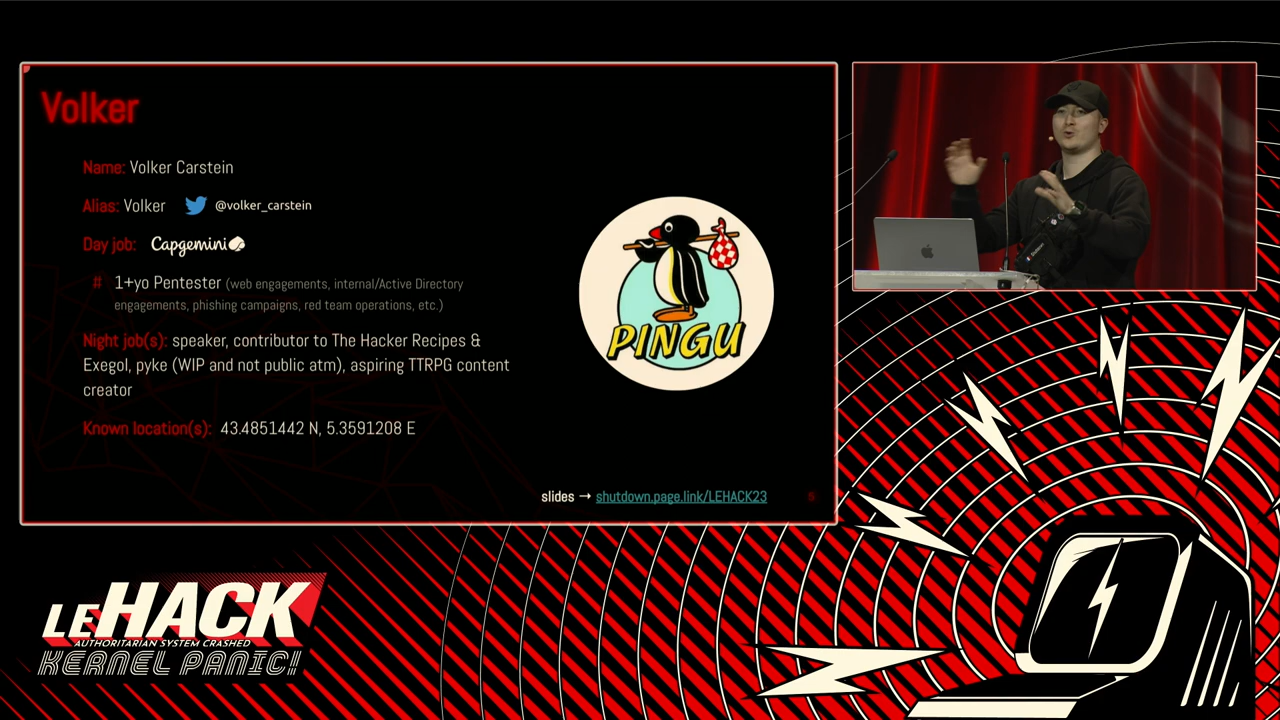 Volker
Name: Volker Carstein
Alias: Volker @volker_carstein
Day job: Capgemini
# 1+yo Pentester (web engagements, internal/Active Directory
engagements, phishing campaigns, red team operations, etc.)
Night job(s): speaker, contributor to The Hacker Recipes &
Exegol, pyke (WIP and not public atm), aspiring TTRPG content
creator
Known location(s): 43.4851442 N, 5.3591208 E
PINGU
slides → shutdown.page.link/LEHACK23
LEHACK
AUTHORITARIAN SYSTEM CRASHED
KERNEL PANIC!